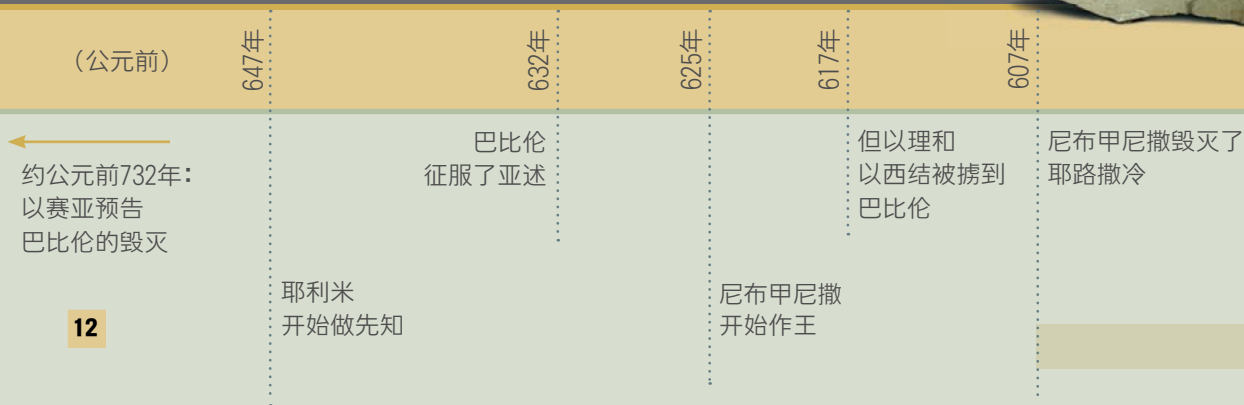 （公元前）
647年
632年
625年
617年
607年
约公元前732年：
以赛亚预告
巴比伦的毁灭
耶利米
开始做先知
巴比伦
征服了亚述
尼布甲尼撒
开始作王
但以理和
以西结被掳到
巴比伦
尼布甲尼撒毁灭了
耶路撒冷
12